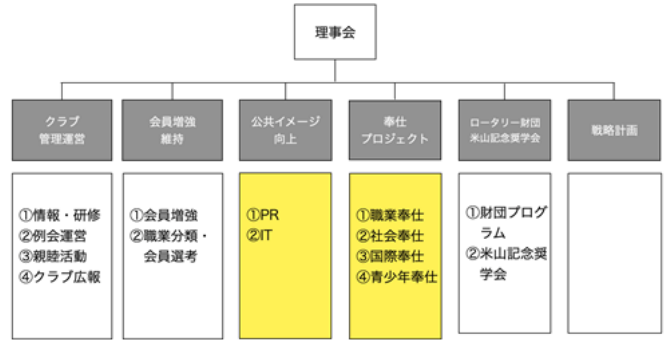 理事会
クラブ
管理運営
会員増強
維持
公共イメージ
向上
奉仕
プロジェクト
ロータリー財団
米山記念奨学会
戦略計画
①情報・研修
②例会運営
③親睦活動
④クラブ広報
①会員増強
②職業分類・
会員選考
①PR
②IT
①職業奉仕
②社会奉仕
③国際奉仕
④青少年奉仕
①財団プログ
ラム
②米山記念奨
学会